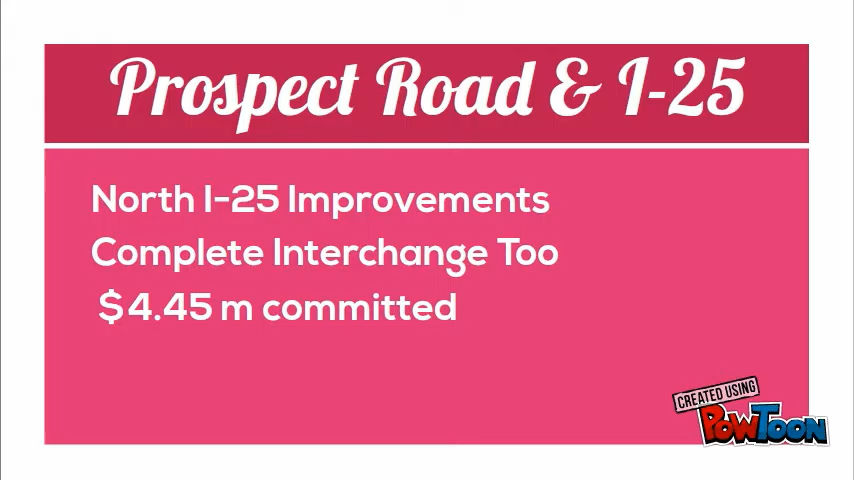 Prospect Road & I-25
North I-25 Improvements
Complete Interchange Too
$4.45 m committed
CREATED USING
POWTOON